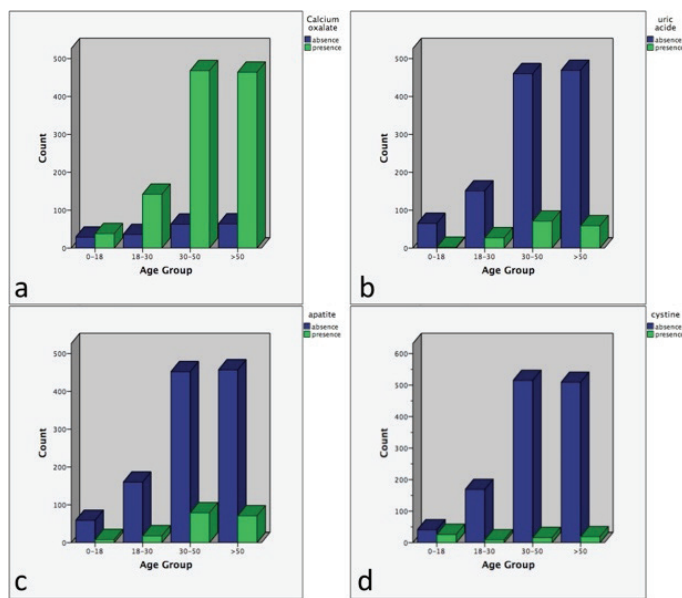 Calcium
oxalate
absence
presence
500
400
300
200
100
0
Count
0-18
18-30
30-50
>50
Age Group
a
uric
acide
absence
presence
500
400
300
200
100
0
Count
0-18
18-30
30-50
>50
Age Group
b
apatite
absence
presence
500
400
300
200
100
0
Count
0-18
18-30
30-50
>50
Age Group
c
cystine
absence
presence
600
500
400
300
200
100
0
Count
0-18
18-30
30-50
>50
Age Group
d